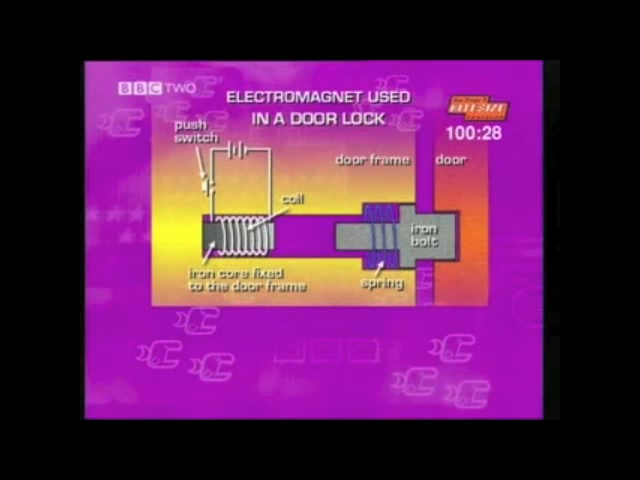 BBC TWO
ELECTROMAGNET USED
IN A DOOR LOCK
BITESIZE
100:28
push
switch
door frame
door
coil
iron
bolt
iron core fixed
to the door frame
spring